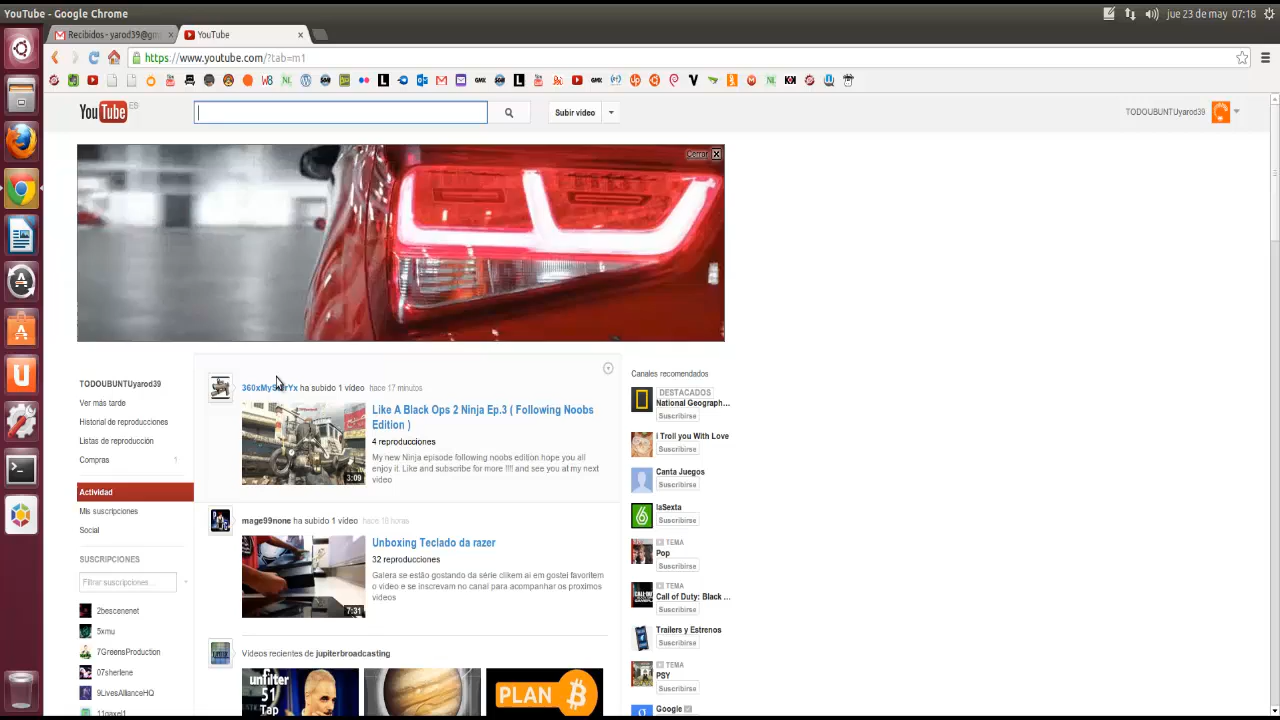 YouTube - Google Chrome
jue 23 de may 07:18
Recibidos - yarod39@gm
YouTube
https://www.youtube.com/?tab=m1
YouTube ES
Subir vídeo
TODOUBUNTUyarod39
Cerrar X
TODOUBUNTUyarod39
Ver más tarde
Historial de reproducciones
Listas de reproducción
Compras 1
Actividad
Mis suscripciones
Social
SUSCRIPCIONES
Filtrar suscripciones...
2bescenenet
5xmu
7GreensProduction
07sherlene
9LivesAllianceHQ
ha subido 1 vídeo hace 17 minutos
Like A Black Ops 2 Ninja Ep.3 ( Following Noobs
Edition )
4 reproducciones
My new Ninja episode following noobs edition hope you all
enjoy it. Like and subscribe for more !!!! and see you at my next
video
3:09
mage99none ha subido 1 vídeo hace 16 horas
Unboxing Teclado da razer
32 reproducciones
Galera se estão gostando da série clikem ai em gostei favoritem
o video e se inscrevam no canal para acompanhar os proximos
videos
7:31
Vídeos recientes de jupiterbroadcasting
unfilter
51
Tap
PLAN B
Canales recomendados
DESTACADOS
National Geograph...
Suscribirse
i Troll you With Love
Suscribirse
Canta Juegos
Suscribirse
laSexta
Suscribirse
TEMA
Pop
Suscribirse
TEMA
Call of Duty: Black ...
Suscribirse
Trailers y Estrenos
Suscribirse
TEMA
PSY
Suscribirse
Google